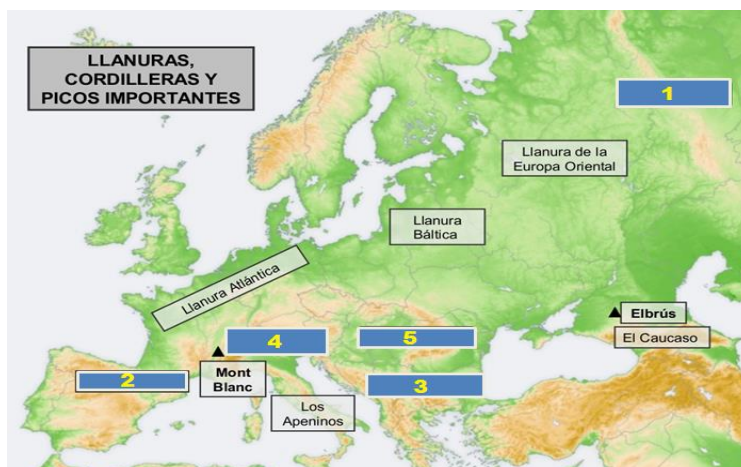 LLANURAS,
CORDILLERAS Y
PICOS IMPORTANTES
1
Llanura de la
Europa Oriental
Llanura
Báltica
Llanura Atlántica
Elbrús
El Caucaso
4
5
Mont
Blanc
2
3
Los
Apeninos